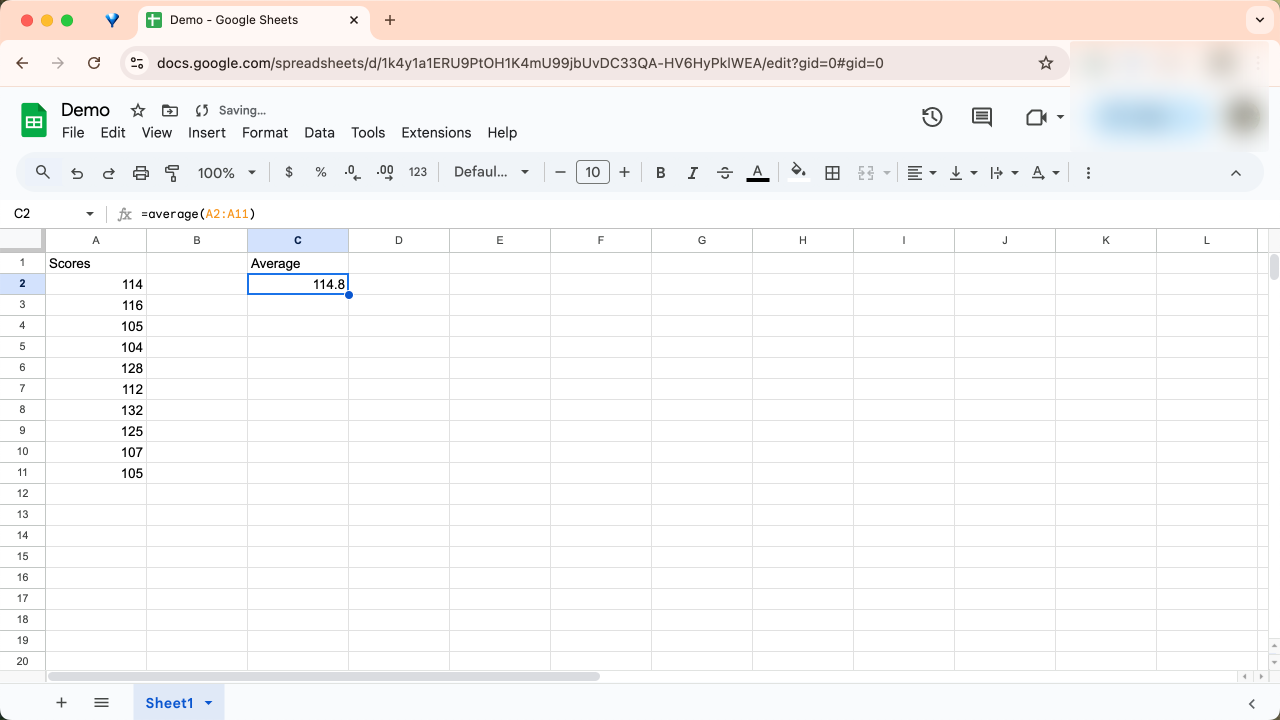 Demo - Google Sheets
docs.google.com/spreadsheets/d/1k4y1a1ERU9PtOH1K4mU99jbUvDC33QA-HV6HyPklWEA/edit?gid=0#gid=0
Demo Saving...
File Edit View Insert Format Data Tools Extensions Help
100% $ % .0 .00 123 Defaul... 10 B I S A
C2 fx =average(A2:A11)
A B C D E F G H I J K L
1 Scores Average
2 114 114.8
3 116
4 105
5 104
6 128
7 112
8 132
9 125
10 107
11 105
12
13
14
15
16
17
18
19
20
Sheet1